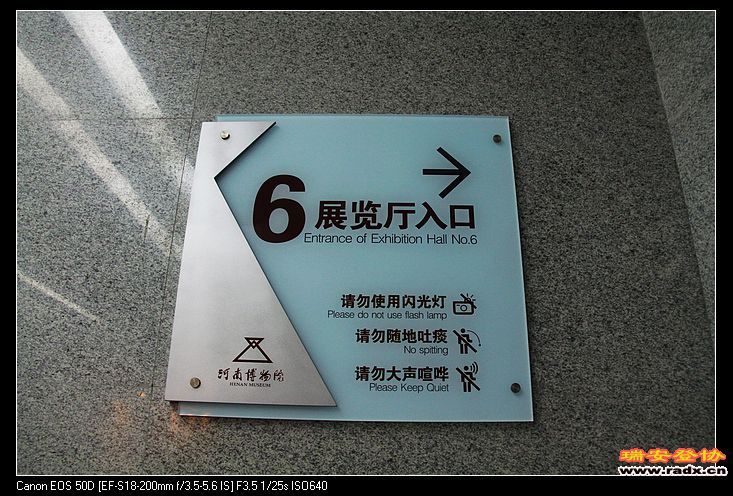 6 展览厅入口
Entrance of Exhibition Hall No.6
请勿使用闪光灯
Please do not use flash lamp
请勿随地吐痰
No spitting
请勿大声喧哗
Please Keep Quiet
河南博物院
HENAN MUSEUM
瑞安登协
www.radx.cn
Canon EOS 50D [EF-S18-200mm f/3.5-5.6 IS] F3.5 1/25s ISO640